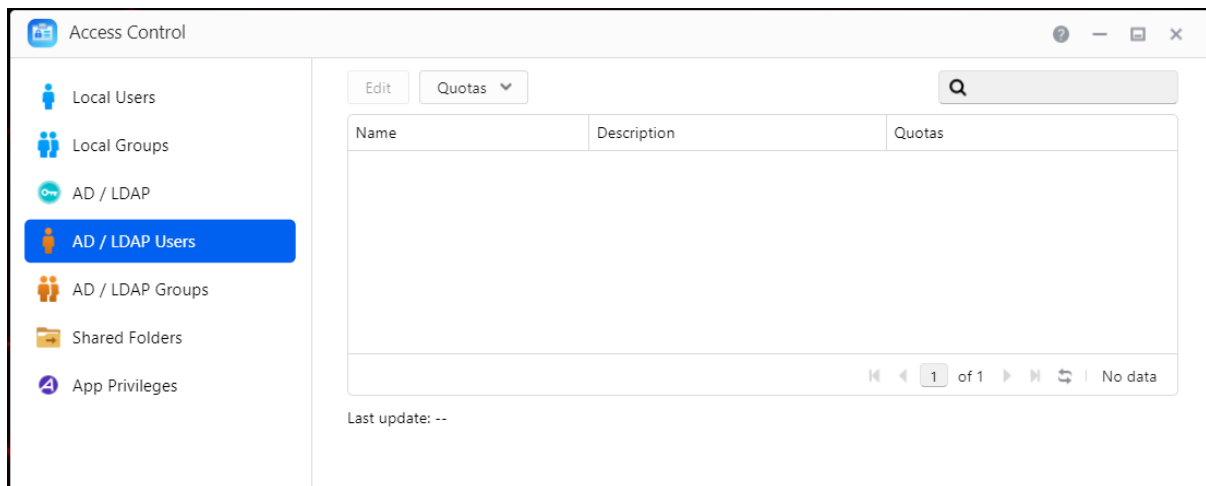 Access Control
Local Users
Local Groups
AD / LDAP
AD / LDAP Users
AD / LDAP Groups
Shared Folders
App Privileges
Edit Quotas
Name Description Quotas
1 of 1 No data
Last update: --